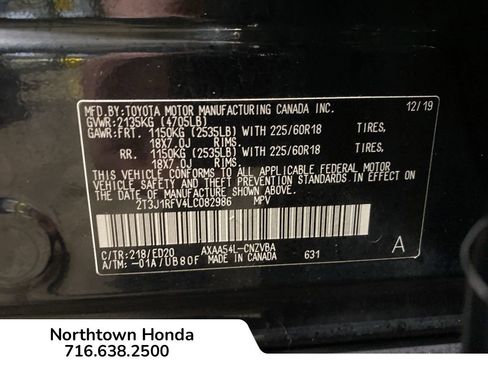 MFD.BY:TOYOTA MOTOR MANUFACTURING CANADA INC. 12/19
GVWR:2135KG (4705LB)
GAWR:FRT. 1150KG (2535LB) WITH 225/60R18 TIRES,
18X7.0J RIMS.
RR. 1150KG (2535LB) WITH 225/60R18 TIRES,
18X7.0J RIMS.
THIS VEHICLE CONFORMS TO ALL APPLICABLE FEDERAL MOTOR
VEHICLE SAFETY AND THEFT PREVENTION STANDARDS IN EFFECT ON
THE DATE OF MANUFACTURE SHOWN ABOVE.
2T3J1RFV4LC082986 MPV
C/TR:218/ED20 AXAA54L-CNZVBA
A/TM:-01A/UB80F MADE IN CANADA 631
A
Northtown Honda
716.638.2500